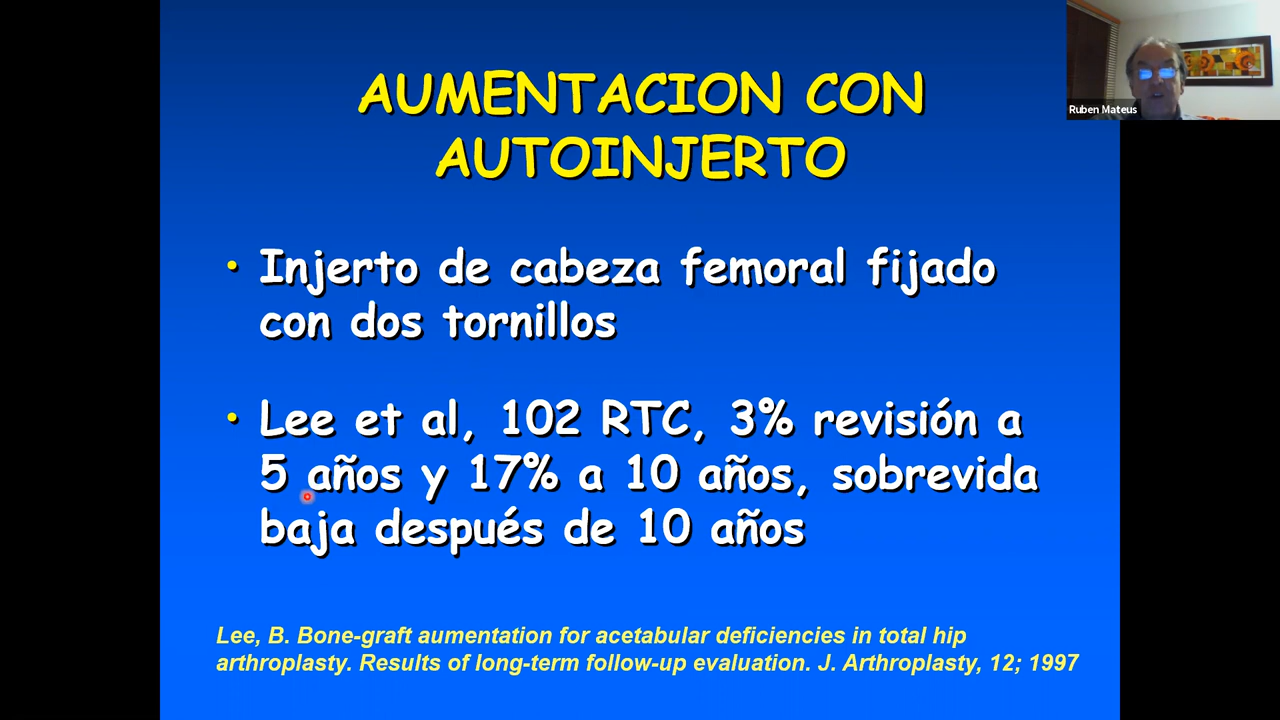 AUMENTACION CON
AUTOINJERTO
• Injerto de cabeza femoral fijado
con dos tornillos
• Lee et al, 102 RTC, 3% revisión a
5 años y 17% a 10 años, sobrevida
baja después de 10 años
Lee, B. Bone-graft aumentation for acetabular deficiencies in total hip
arthroplasty. Results of long-term follow-up evaluation. J. Arthroplasty, 12; 1997
Ruben Mateus